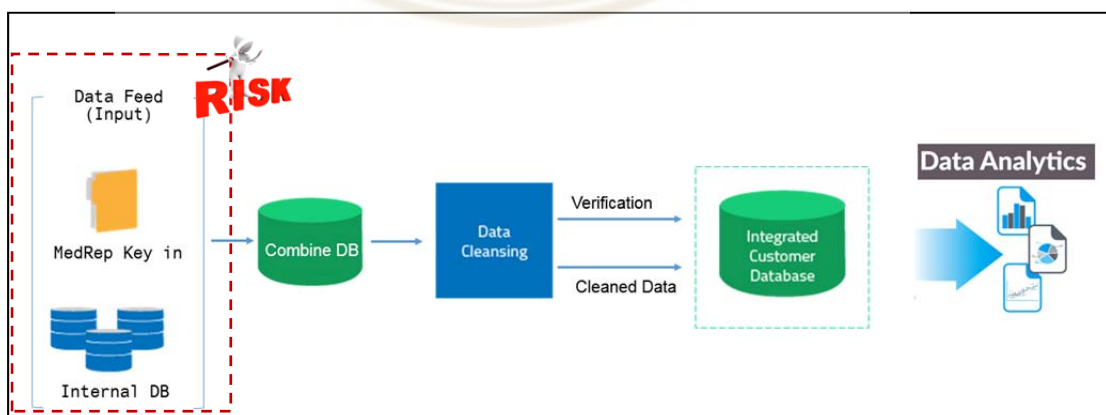 Data Feed
(Input)
RISK
MedRep Key in
Internal DB
Combine DB
Data
Cleansing
Verification
Cleaned Data
Integrated
Customer
Database
Data Analytics